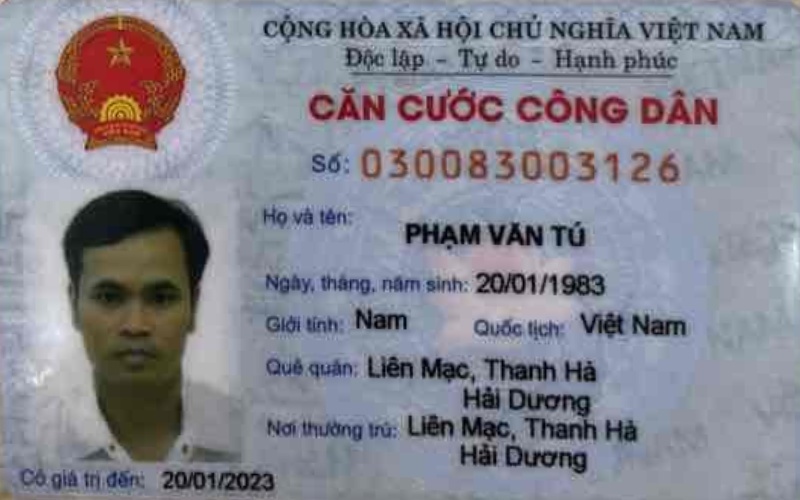 CỘNG HÒA XÃ HỘI CHỦ NGHĨA VIỆT NAM
Độc lập - Tự do - Hạnh phúc
CĂN CƯỚC CÔNG DÂN
Số: 030083003126
Họ và tên: PHẠM VĂN TÚ
Ngày, tháng, năm sinh: 20/01/1983
Giới tính: Nam Quốc tịch: Việt Nam
Quê quán: Liên Mạc, Thanh Hà
Hải Dương
Nơi thường trú: Liên Mạc, Thanh Hà
Hải Dương
Có giá trị đến: 20/01/2023